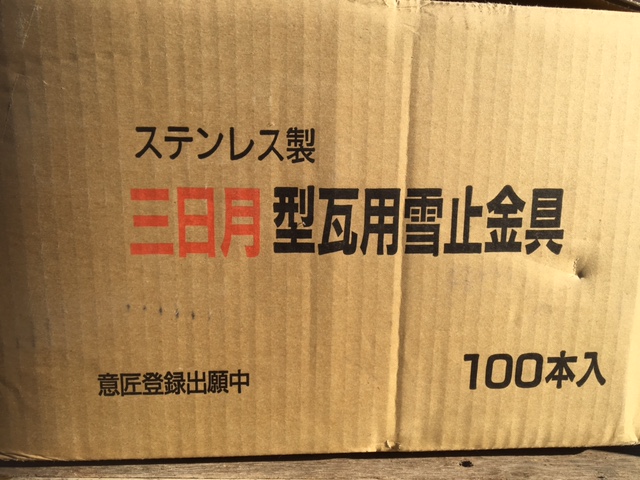 ステンレス製
三日月型瓦用雪止金具
意匠登録出願中
100本入